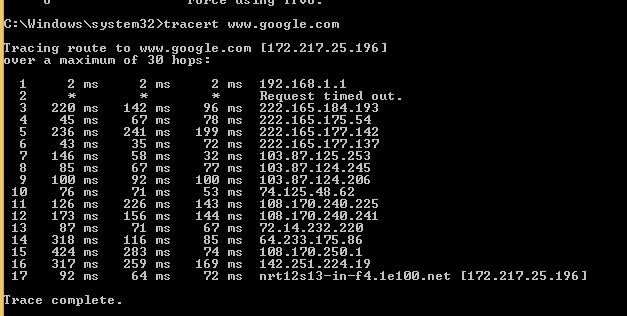 C:\Windows\system32>tracert www.google.com
Tracing route to www.google.com [172.217.25.196]
over a maximum of 30 hops:
1 2 ms 2 ms 2 ms 192.168.1.1
2 * * * Request timed out.
3 220 ms 142 ms 96 ms 222.165.184.193
4 45 ms 67 ms 78 ms 222.165.175.54
5 236 ms 241 ms 199 ms 222.165.177.142
6 43 ms 35 ms 72 ms 222.165.177.137
7 146 ms 58 ms 32 ms 103.87.125.253
8 85 ms 67 ms 77 ms 103.87.124.245
9 100 ms 92 ms 100 ms 103.87.124.206
10 76 ms 71 ms 53 ms 74.125.48.62
11 126 ms 226 ms 143 ms 108.170.240.225
12 173 ms 156 ms 144 ms 108.170.240.241
13 87 ms 71 ms 67 ms 72.14.232.220
14 318 ms 116 ms 85 ms 64.233.175.86
15 424 ms 283 ms 74 ms 108.170.250.1
16 317 ms 259 ms 169 ms 142.251.224.19
17 92 ms 64 ms 72 ms nrt12s13-in-f4.1e100.net [172.217.25.196]
Trace complete.